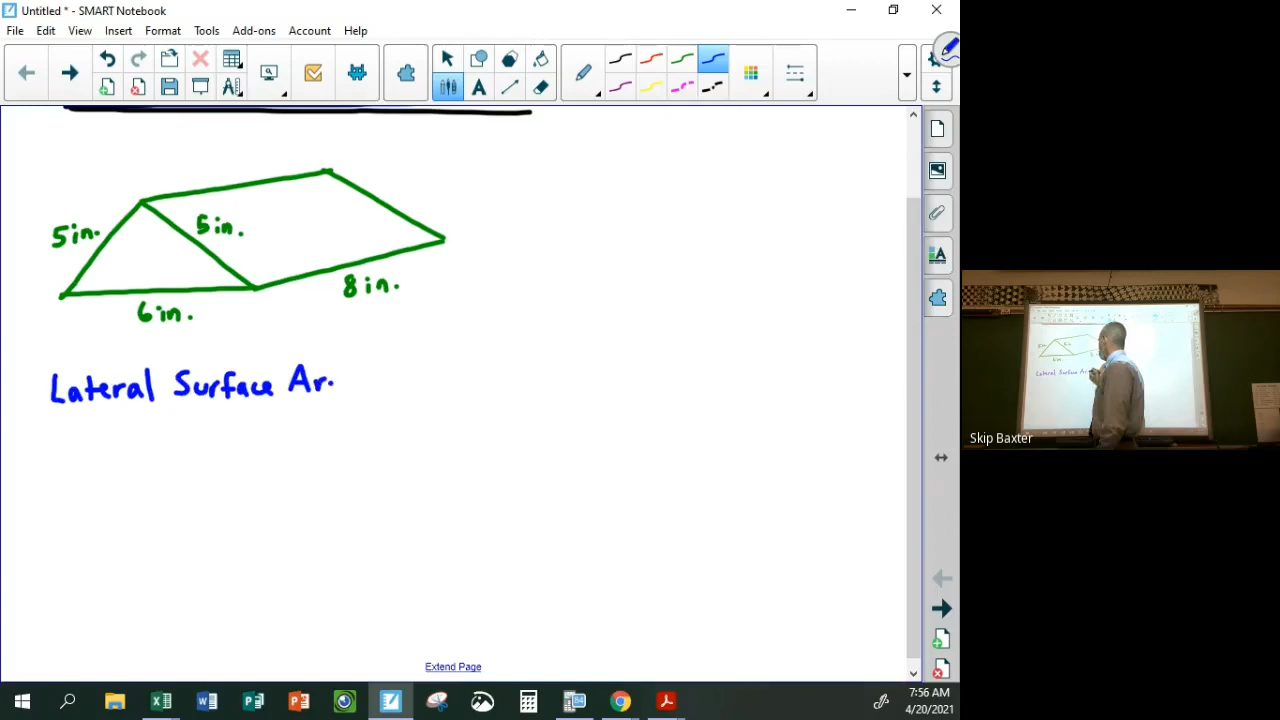 Untitled * - SMART Notebook
File Edit View Insert Format Tools Add-ons Account Help
5in.
5in.
8in.
6in.
Lateral Surface Ar.
Skip Baxter
Extend Page
7:56 AM
4/20/2021